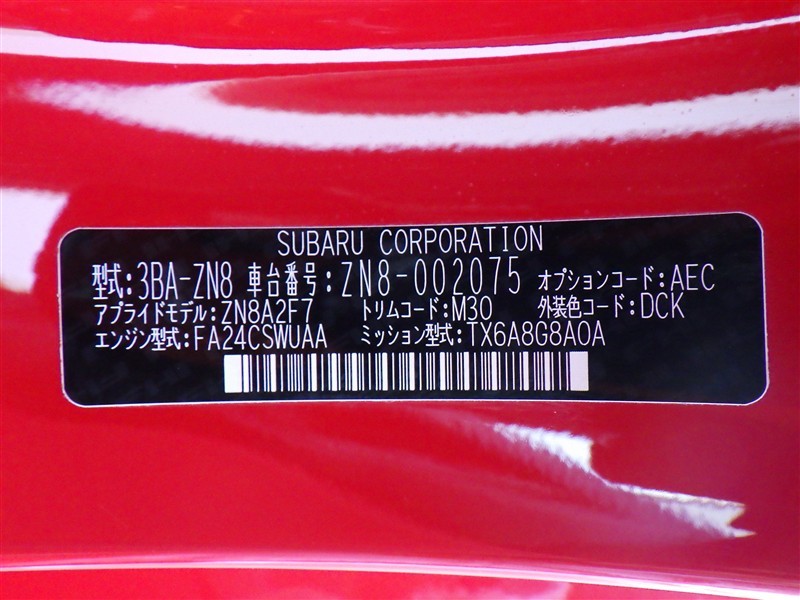 SUBARU CORPORATION
型式:3BA-ZN8 車台番号:ZN8-002075 オプションコード:AEC
アプライドモデル:ZN8A2F7 トリムコード:M30 外装色コード:DCK
エンジン型式:FA24CSWUAA ミッション型式:TX6A8G8A0A